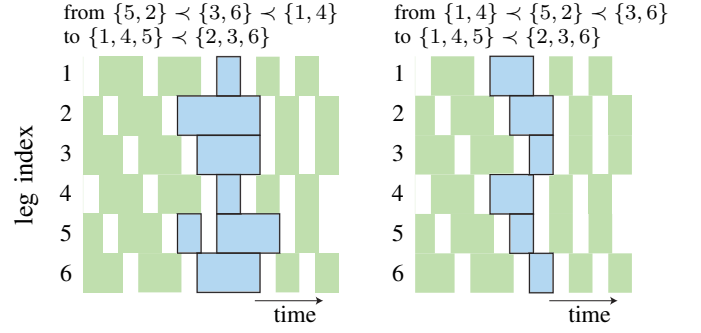 from {5, 2} ≺ {3, 6} ≺ {1, 4}
to {1, 4, 5} ≺ {2, 3, 6}
from {1, 4} ≺ {5, 2} ≺ {3, 6}
to {1, 4, 5} ≺ {2, 3, 6}
leg index
1
2
3
4
5
6
time
1
2
3
4
5
6
time